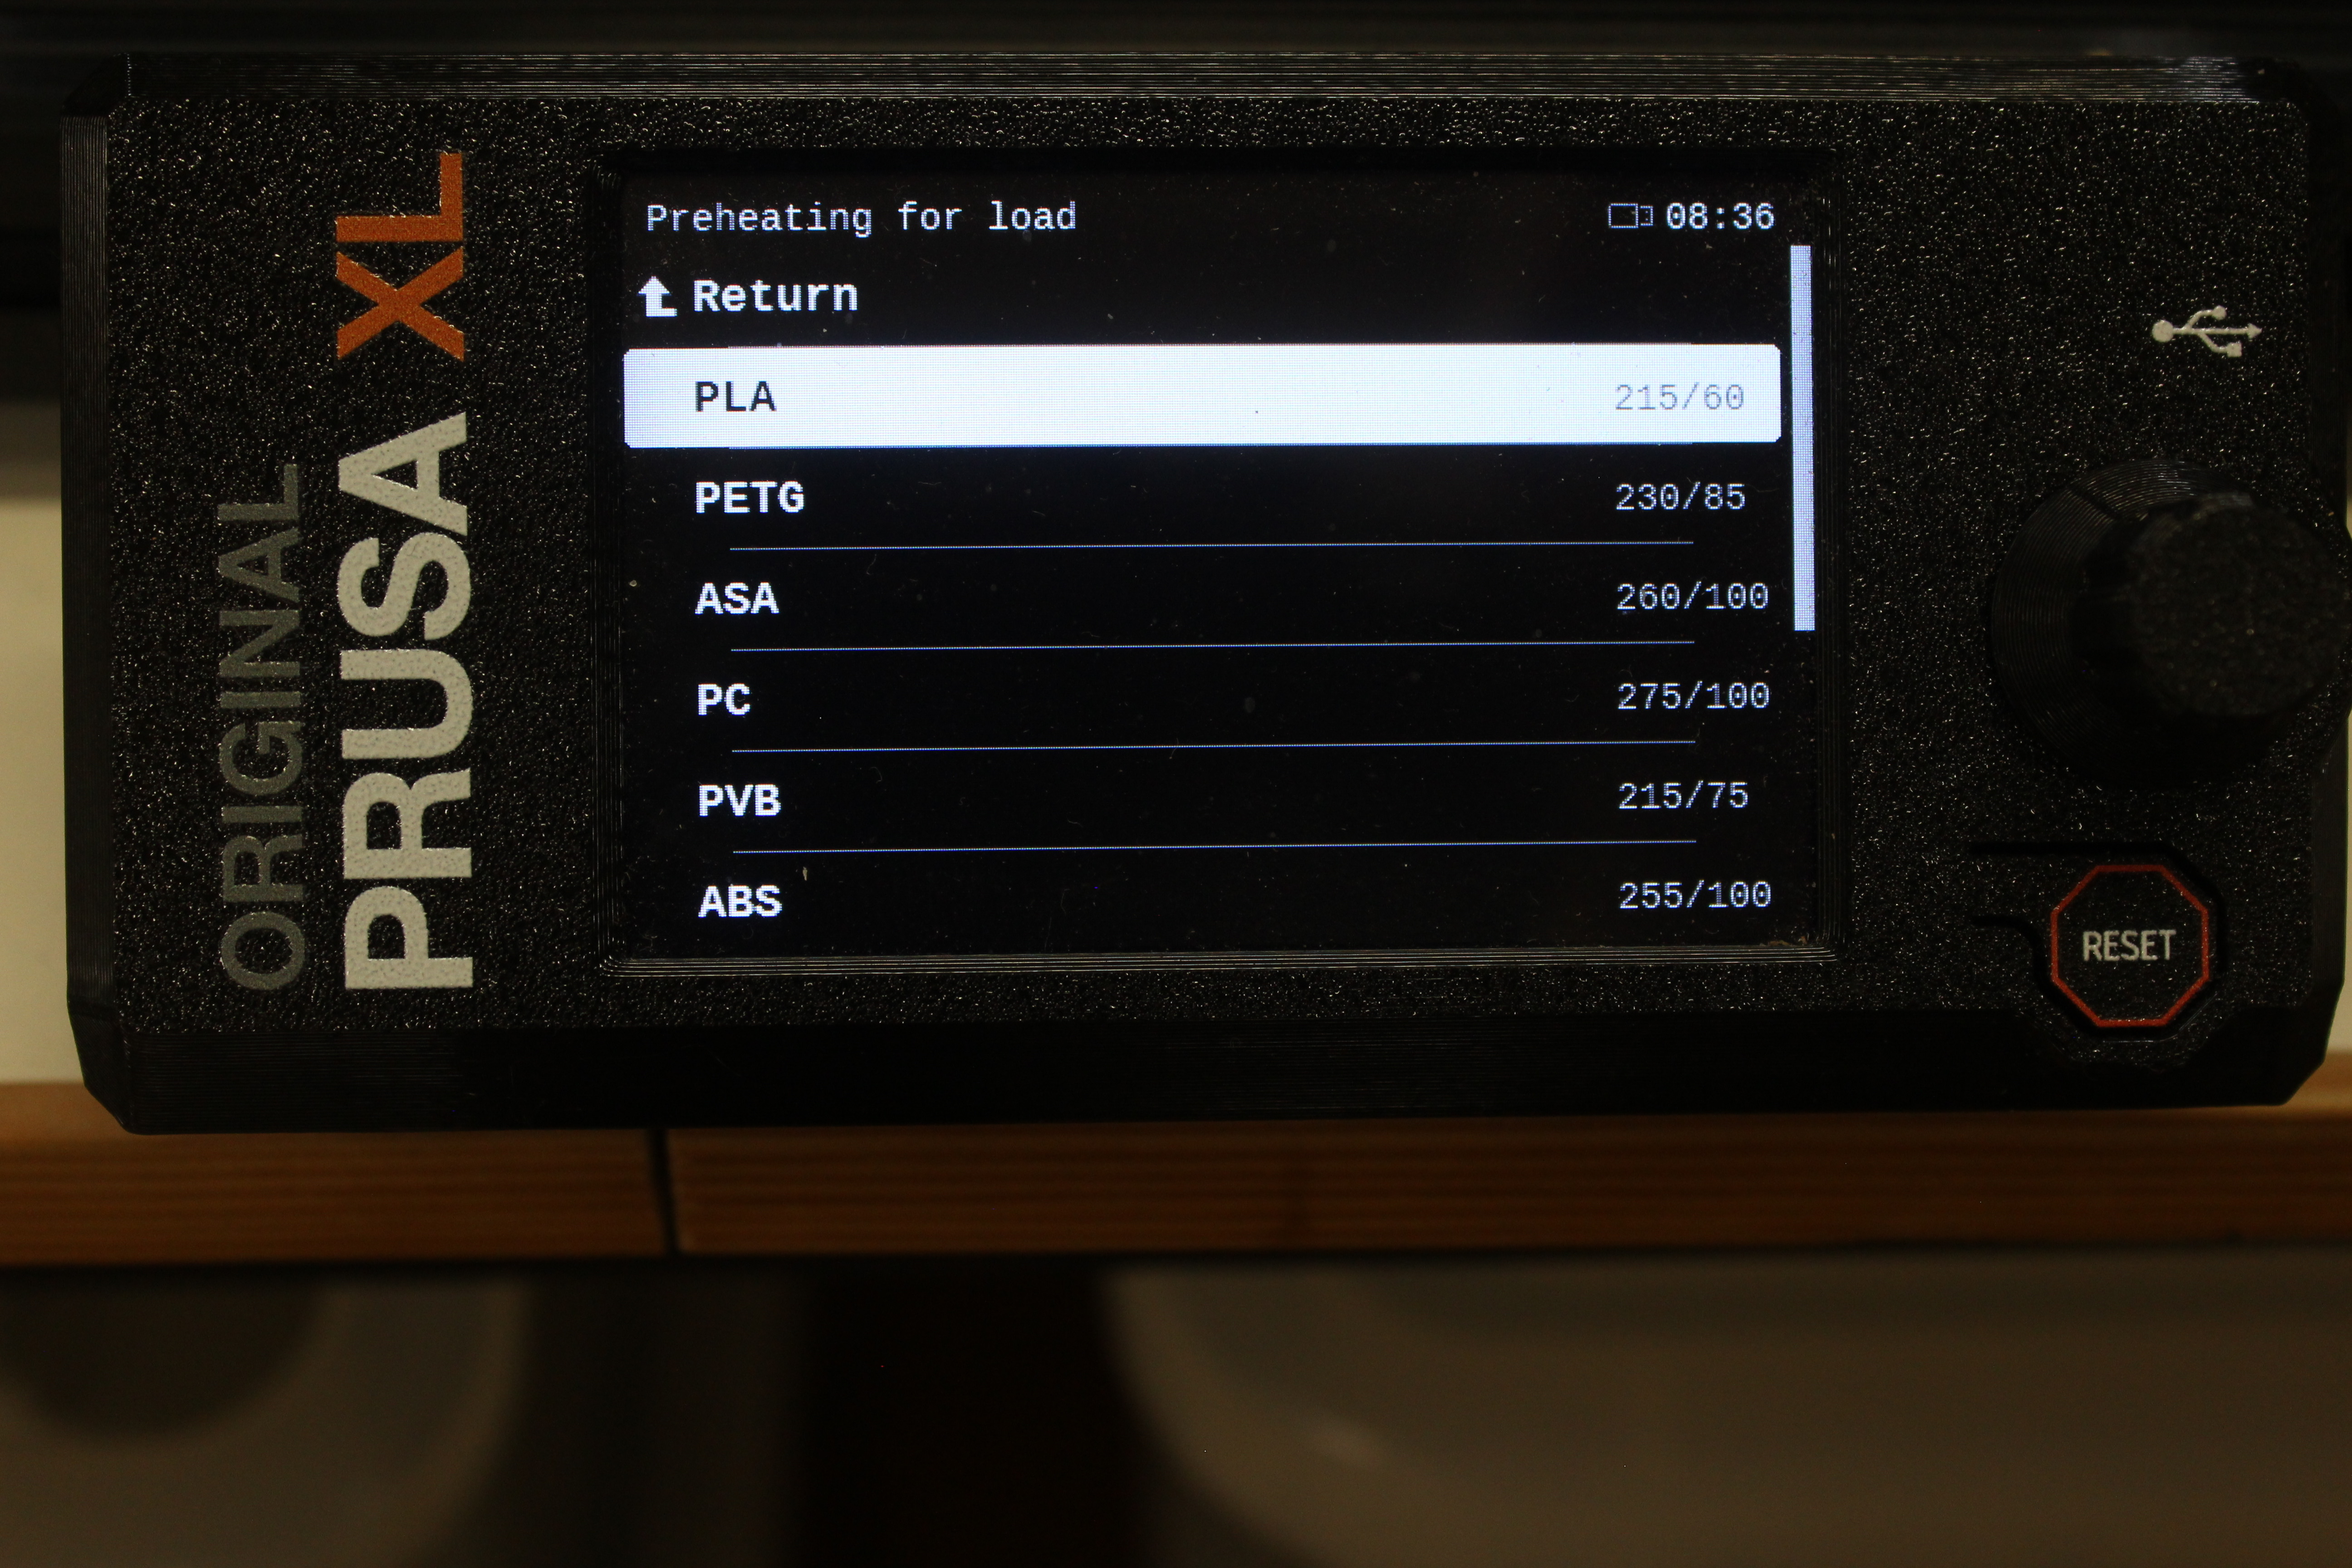 ORIGINAL
PRUSA XL
Preheating for load 08:36
Return
PLA 215/60
PETG 230/85
ASA 260/100
PC 275/100
PVB 215/75
ABS 255/100
RESET